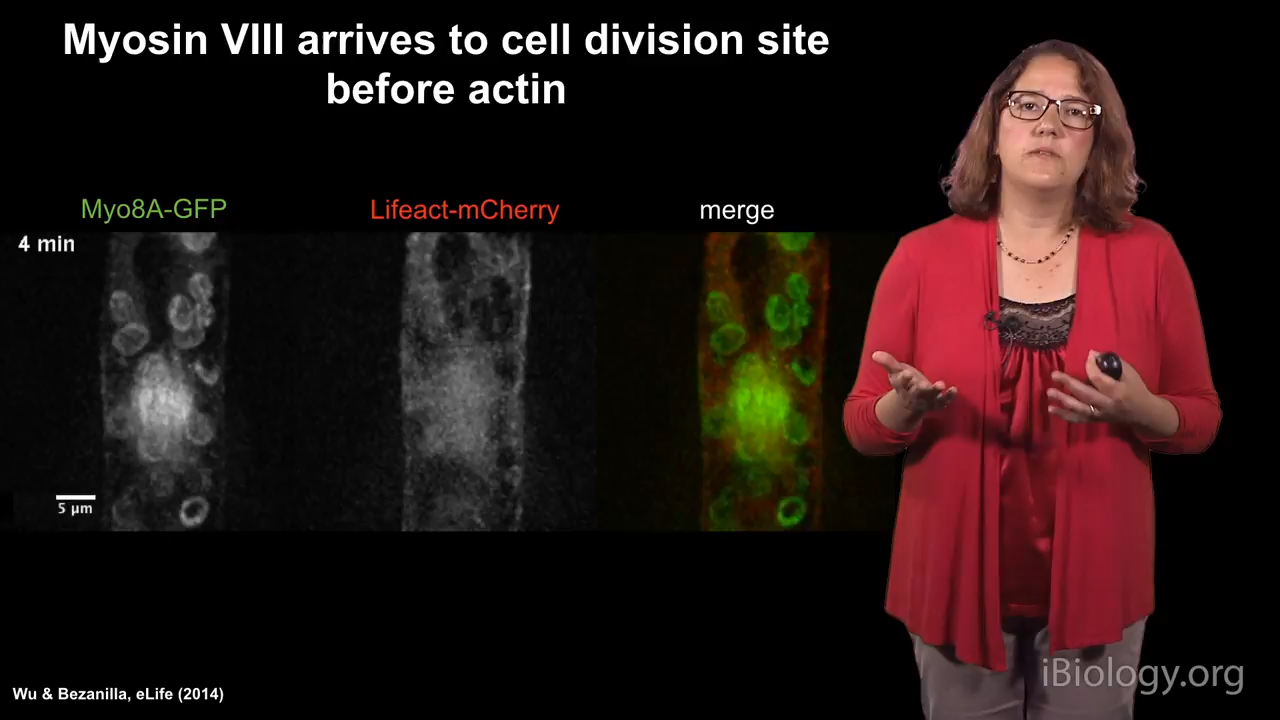 Myosin VIII arrives to cell division site
before actin
Myo8A-GFP
Lifeact-mCherry
merge
4 min
5 µm
Wu & Bezanilla, eLife (2014)
iBiology.org